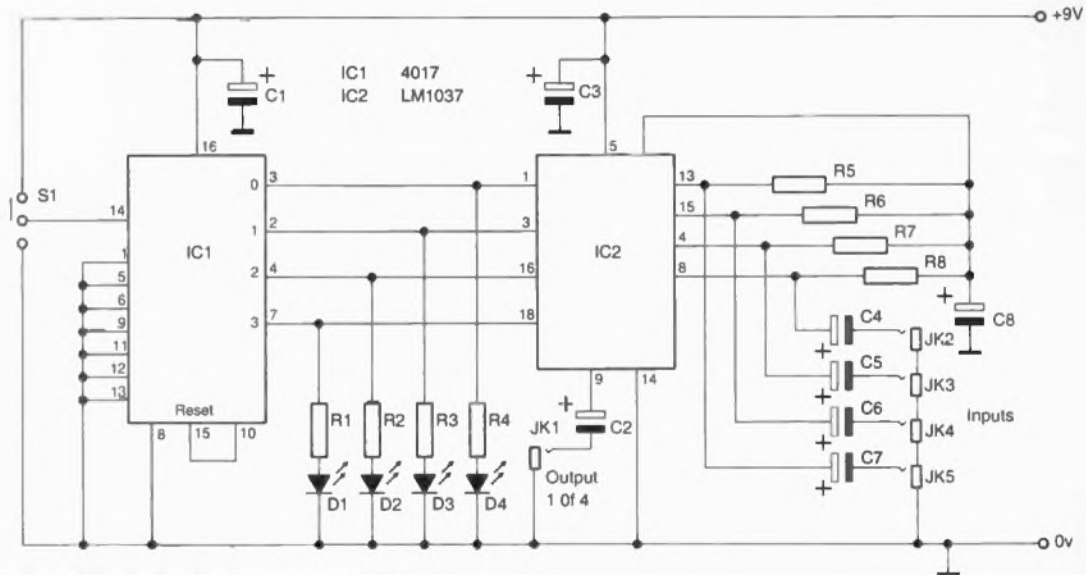 +9V
IC1 4017
IC2 LM1037
+
C1
+
C3
16
5
S1
14
IC1
0
3
1
2
2
4
3
7
1
5
6
9
11
12
13
Reset
8
15
10
1
3
16
18
IC2
13
15
4
8
9
14
R5
R6
R7
R8
+
C8
C4
+
JK2
C5
+
JK3
Inputs
C6
+
JK4
C7
+
JK5
R1
R2
R3
R4
D1
D2
D3
D4
+
C2
JK1
Output
1 0f 4
0v